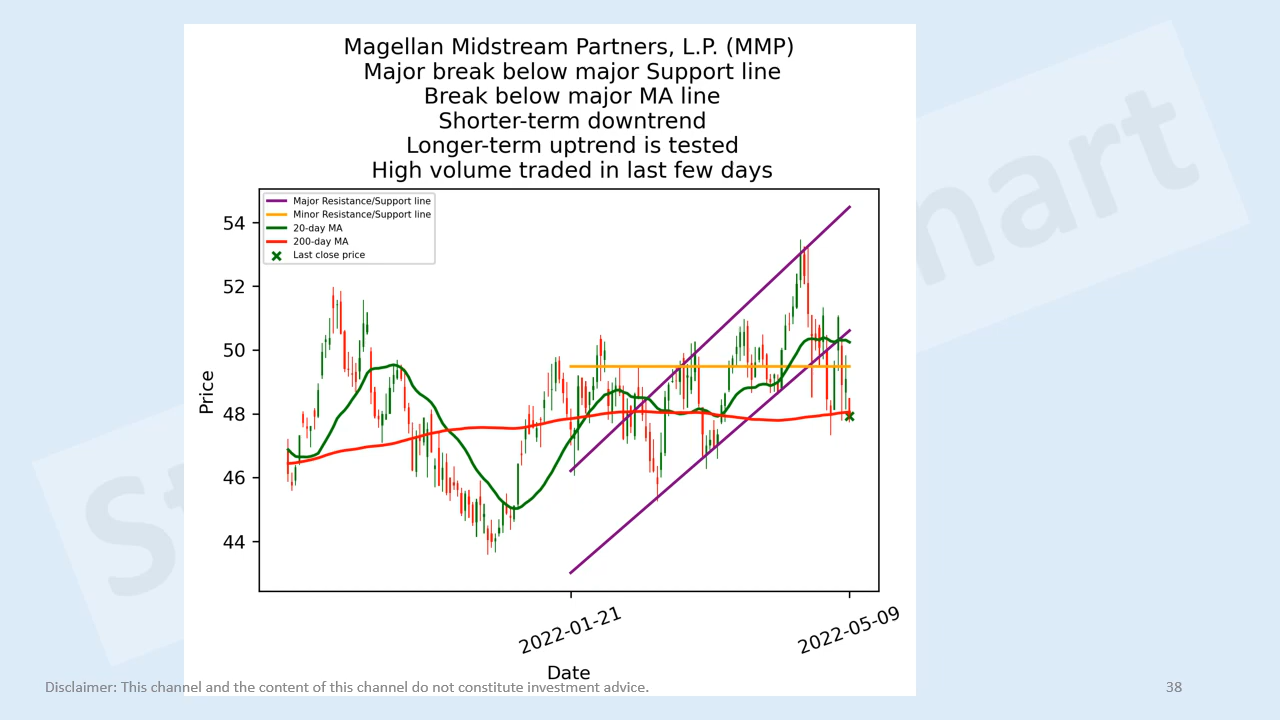 Magellan Midstream Partners, L.P. (MMP)
Major break below major Support line
Break below major MA line
Shorter-term downtrend
Longer-term uptrend is tested
High volume traded in last few days
Major Resistance/Support line
Minor Resistance/Support line
20-day MA
200-day MA
Last close price
54
52
50
48
46
44
Price
2022-01-21
2022-05-09
Date
Disclaimer: This channel and the content of this channel do not constitute investment advice.
38